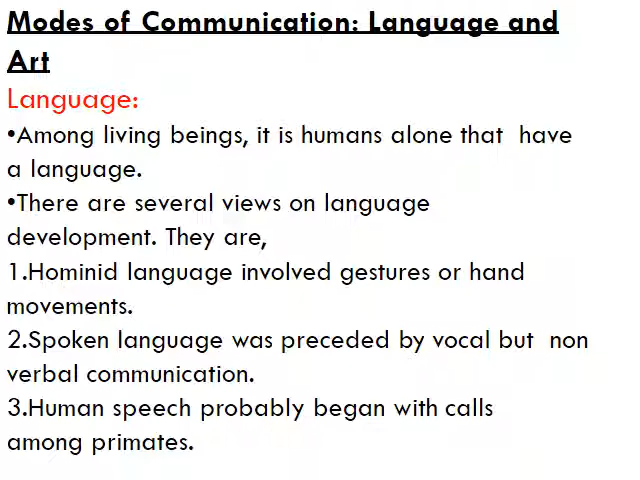 Modes of Communication: Language and
Art
Language:
•Among living beings, it is humans alone that  have
a language.
•There are several views on language
development. They are,
1.Hominid language involved gestures or hand
movements.
2.Spoken language was preceded by vocal but  non
verbal communication.
3.Human speech probably began with calls
among primates.